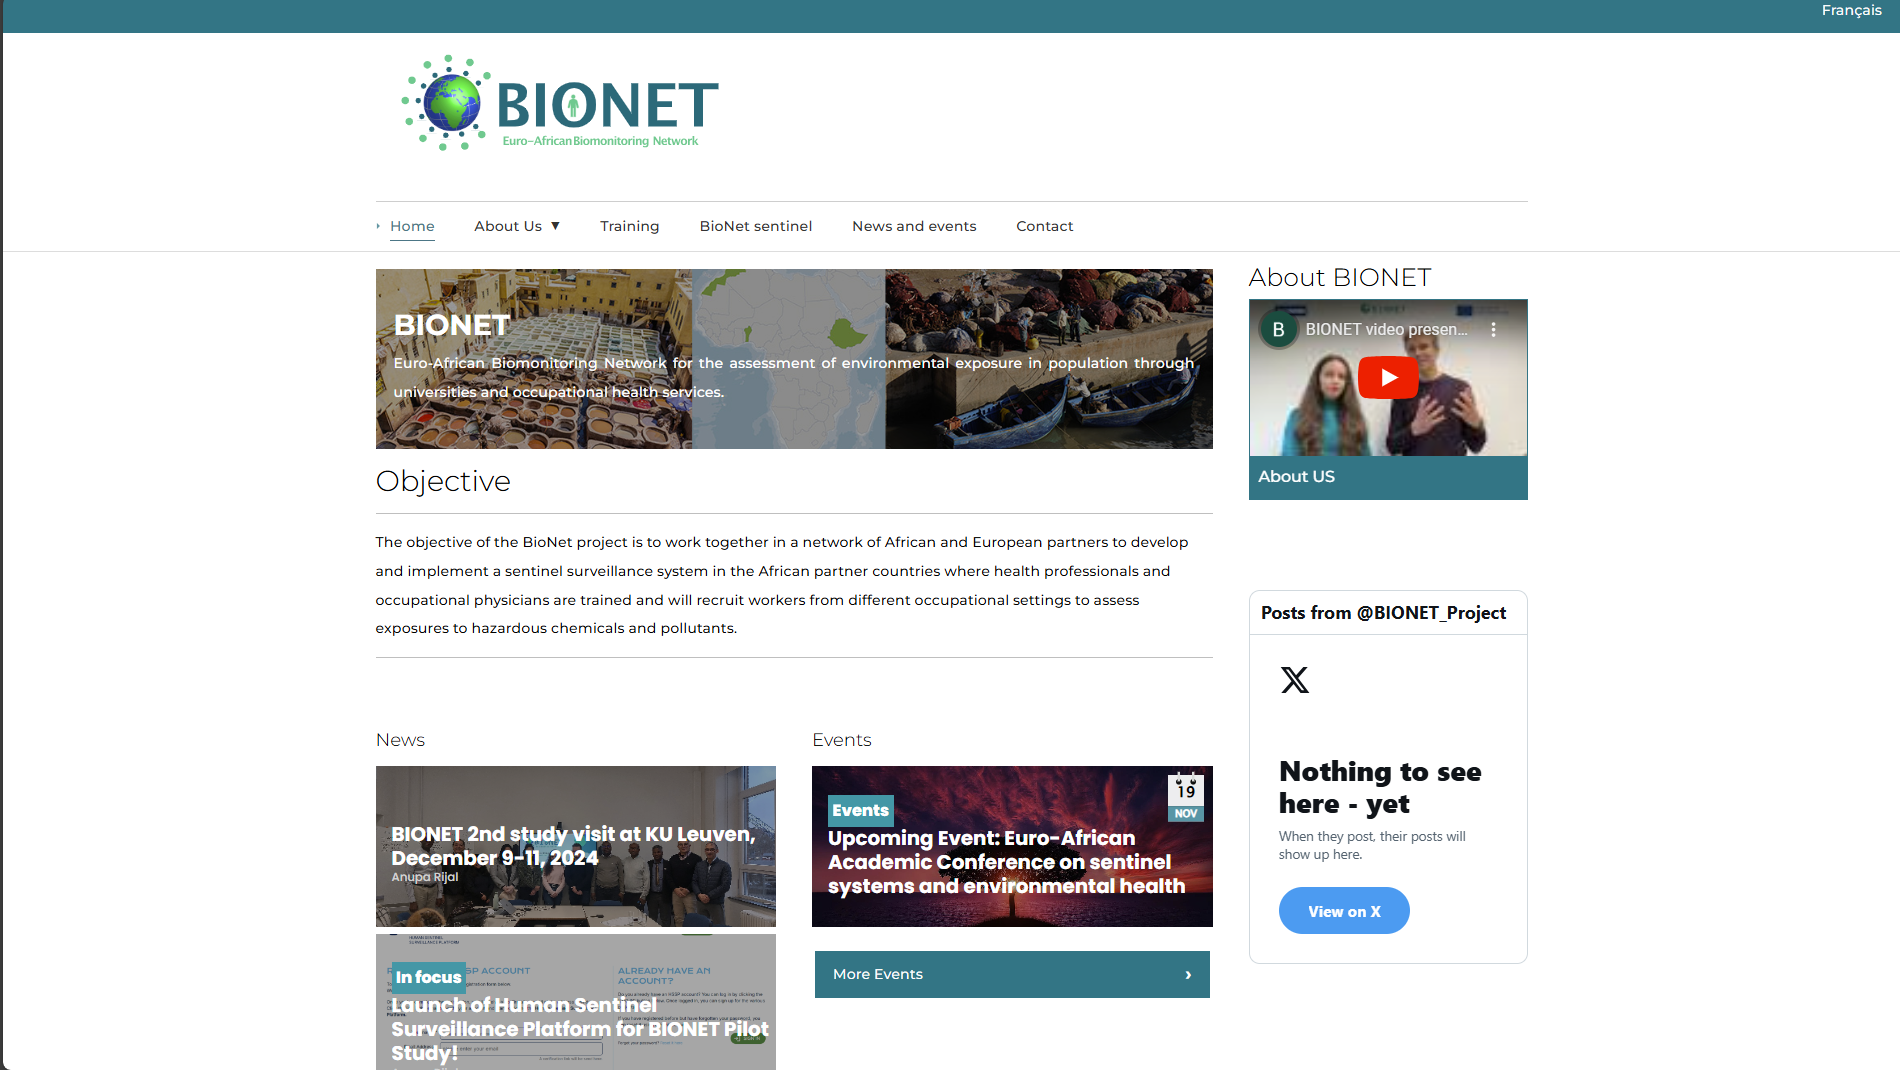 Français
BIONET
Euro-African Biomonitoring Network
Home
About Us ▼
Training
BioNet sentinel
News and events
Contact
BIONET
Euro-African Biomonitoring Network for the assessment of environmental exposure in population through
universities and occupational health services.
About BIONET
B
BIONET video presen...
About US
Objective
The objective of the BioNet project is to work together in a network of African and European partners to develop
and implement a sentinel surveillance system in the African partner countries where health professionals and
occupational physicians are trained and will recruit workers from different occupational settings to assess
exposures to hazardous chemicals and pollutants.
Posts from @BIONET_Project
Nothing to see
here - yet
When they post, their posts will
show up here.
View on X
News
BIONET 2nd study visit at KU Leuven,
December 9-11, 2024
Anupa Rijal
HUMAN SENTINEL
SURVEILLANCE PLATFORM
ALREADY HAVE AN
ACCOUNT?
In focus
Launch of Human Sentinel
Surveillance Platform for BIONET Pilot
Study!
Events
19
NOV
Events
Upcoming Event: Euro-African
Academic Conference on sentinel
systems and environmental health
More Events ›